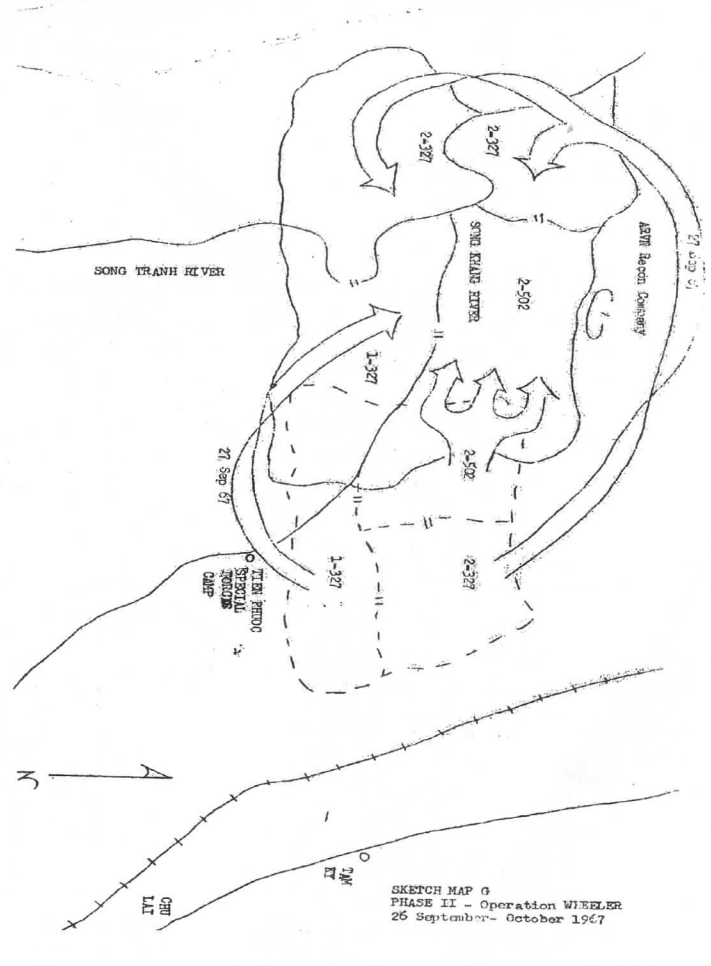 2-327
2-327
27 Sep 67
ARVN Recon Company
SONG KHANG RIVER
2-502
SONG TRANH RIVER
1-327
2-502
27 Sep 67
1-327
2-327
TIEN PHUOC
SPECIAL
FORCES
CAMP
N
TAM
KY
CHU
LAI
SKETCH MAP G
PHASE II - Operation WHEELER
26 September- October 1967